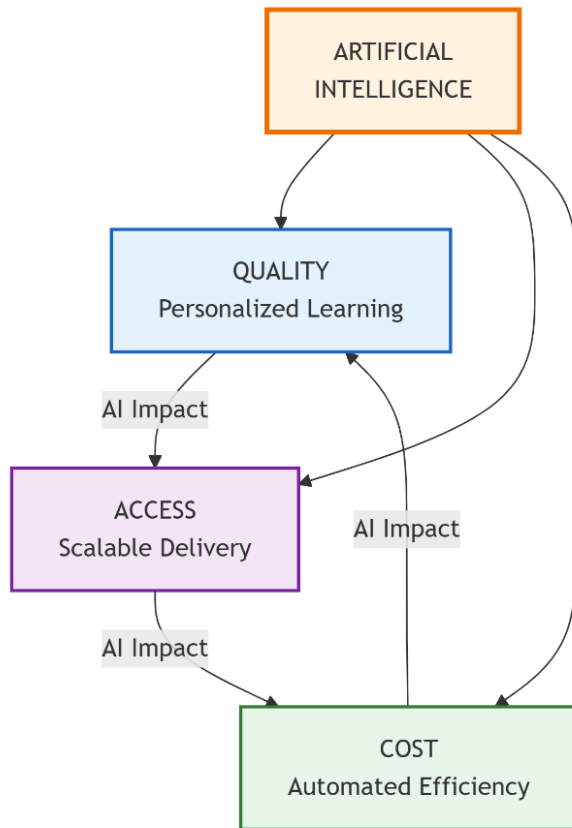 ARTIFICIAL
INTELLIGENCE
QUALITY
Personalized Learning
AI Impact
ACCESS
Scalable Delivery
AI Impact
AI Impact
COST
Automated Efficiency